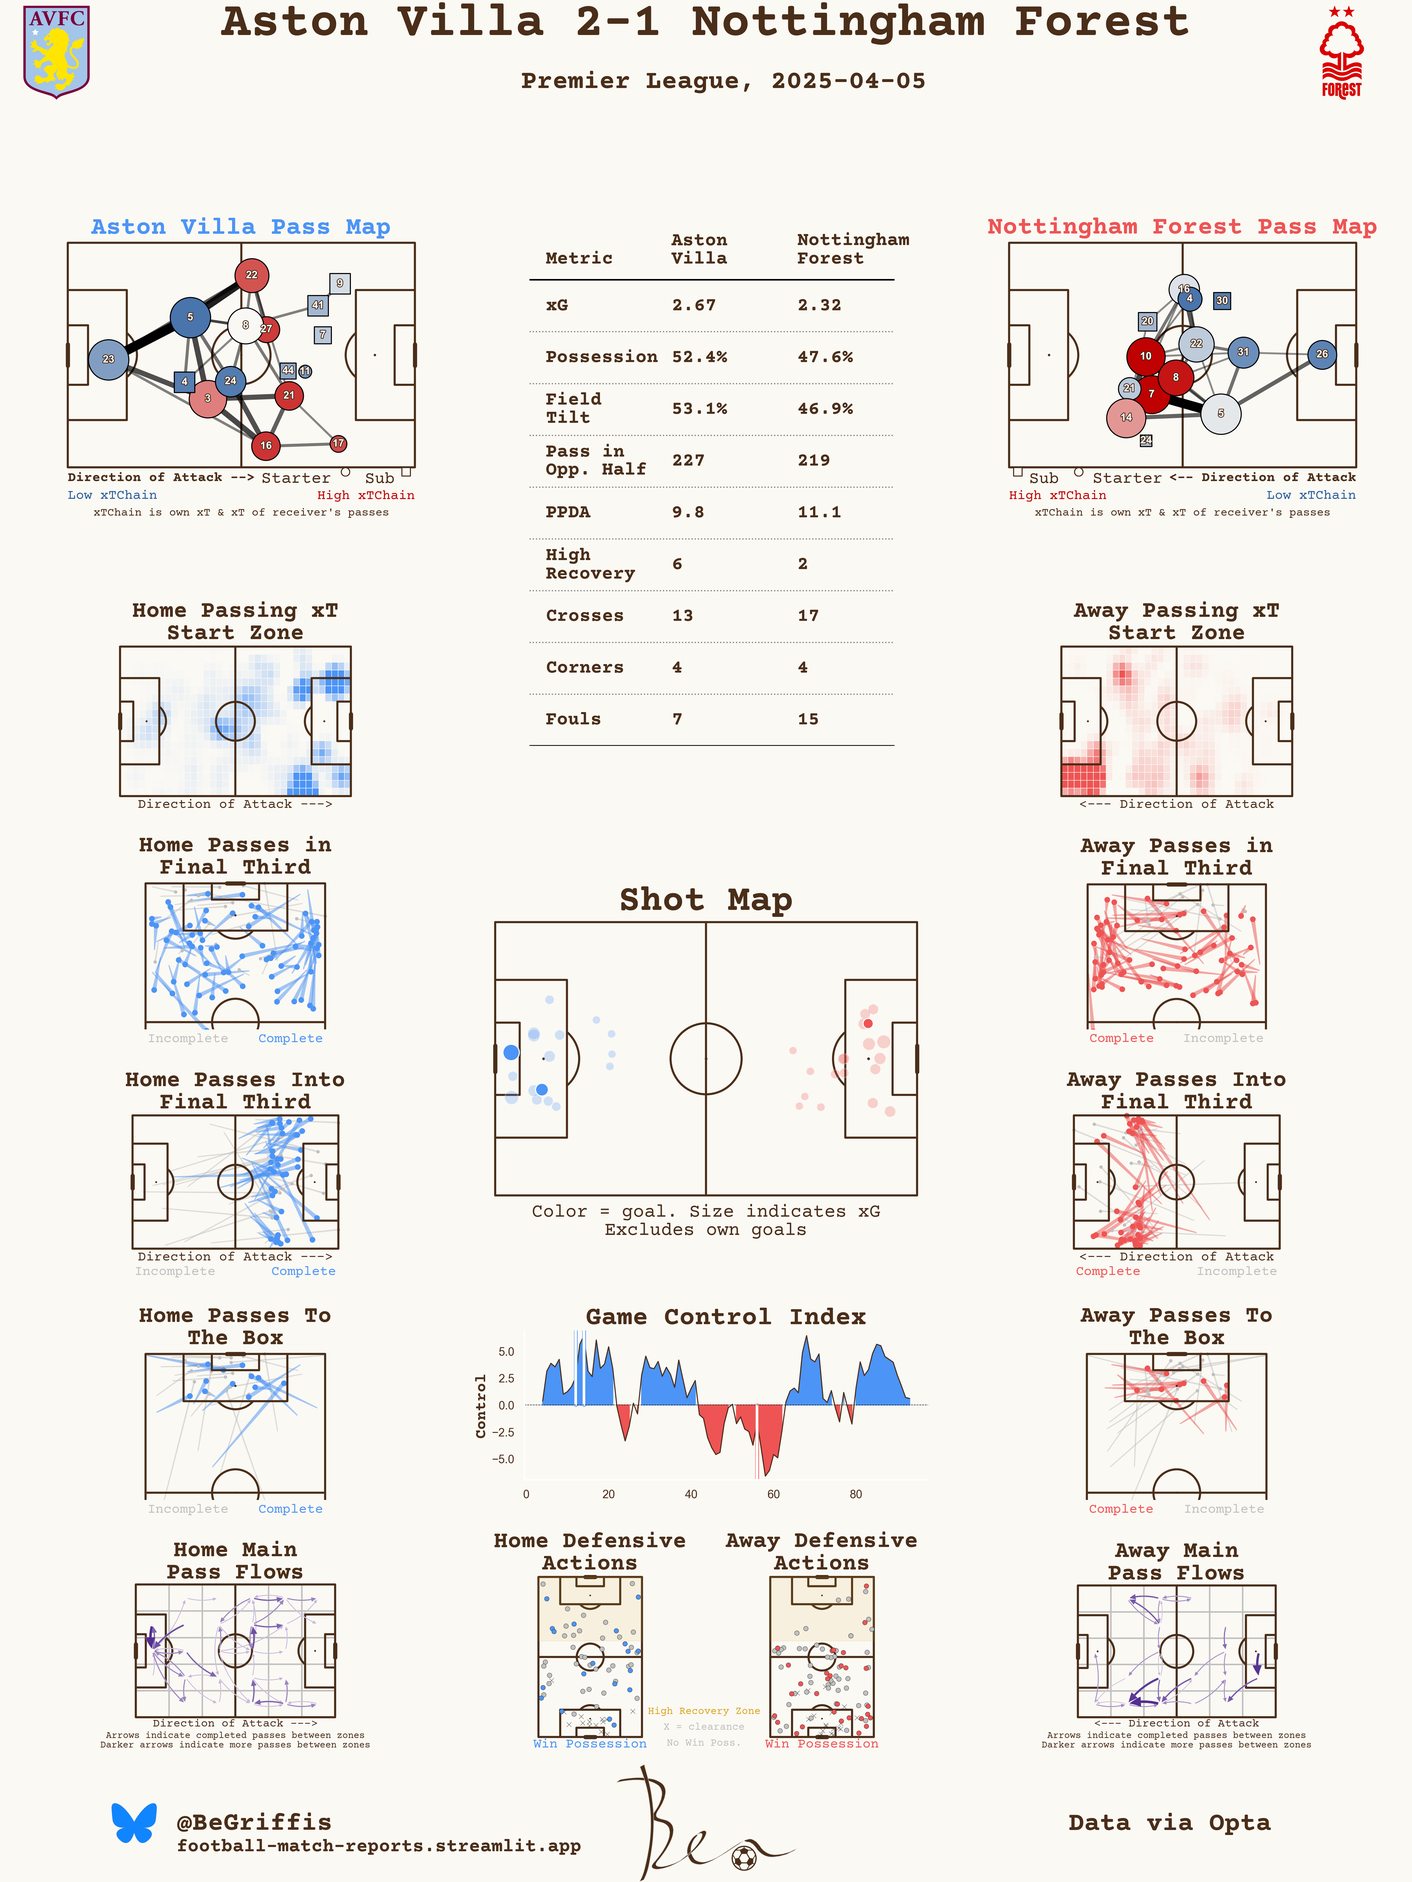 AVFC
Aston Villa 2-1 Nottingham Forest
Premier League, 2025-04-05
FOREST
Aston Villa Pass Map
22
9
41
5
8
27
7
23
44
11
4
24
3
21
16
17
Direction of Attack --> Starter Sub
Low xTChain High xTChain
xTChain is own xT & xT of receiver's passes
Metric Aston Villa Nottingham Forest
xG 2.67 2.32
Possession 52.4% 47.6%
Field Tilt 53.1% 46.9%
Pass in Opp. Half 227 219
PPDA 9.8 11.1
High Recovery 6 2
Crosses 13 17
Corners 4 4
Fouls 7 15
Nottingham Forest Pass Map
16
4
30
20
22
10
31
26
8
21
7
14
5
24
Sub Starter <-- Direction of Attack
High xTChain Low xTChain
xTChain is own xT & xT of receiver's passes
Home Passing xT
Start Zone
Direction of Attack --->
Away Passing xT
Start Zone
<--- Direction of Attack
Home Passes in
Final Third
Incomplete Complete
Away Passes in
Final Third
Complete Incomplete
Shot Map
Color = goal. Size indicates xG
Excludes own goals
Home Passes Into
Final Third
Direction of Attack --->
Incomplete Complete
Away Passes Into
Final Third
<--- Direction of Attack
Complete Incomplete
Home Passes To
The Box
Incomplete Complete
Game Control Index
Control
5.0
2.5
0.0
−2.5
−5.0
0 20 40 60 80
Away Passes To
The Box
Complete Incomplete
Home Main
Pass Flows
Direction of Attack --->
Arrows indicate completed passes between zones
Darker arrows indicate more passes between zones
Home Defensive
Actions
Win Possession
High Recovery Zone
X = clearance
No Win Poss.
Away Defensive
Actions
Win Possession
Away Main
Pass Flows
<--- Direction of Attack
Arrows indicate completed passes between zones
Darker arrows indicate more passes between zones
@BeGriffis
football-match-reports.streamlit.app
Ben
Data via Opta